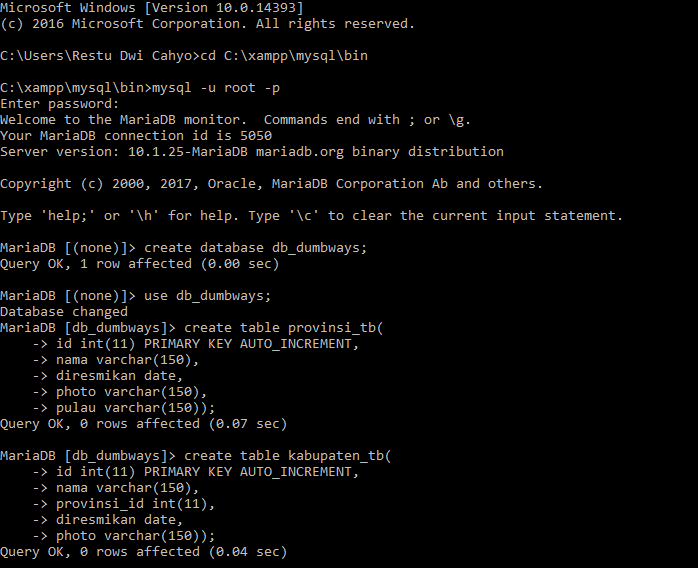 Microsoft Windows [Version 10.0.14393]
(c) 2016 Microsoft Corporation. All rights reserved.
C:\Users\Restu Dwi Cahyo>cd C:\xampp\mysql\bin
C:\xampp\mysql\bin>mysql -u root -p
Enter password:
Welcome to the MariaDB monitor.  Commands end with ; or \g.
Your MariaDB connection id is 5050
Server version: 10.1.25-MariaDB mariadb.org binary distribution
Copyright (c) 2000, 2017, Oracle, MariaDB Corporation Ab and others.
Type 'help;' or '\h' for help. Type '\c' to clear the current input statement.
MariaDB [(none)]> create database db_dumbways;
Query OK, 1 row affected (0.00 sec)
MariaDB [(none)]> use db_dumbways;
Database changed
MariaDB [db_dumbways]> create table provinsi_tb(
    -> id int(11) PRIMARY KEY AUTO_INCREMENT,
    -> nama varchar(150),
    -> diresmikan date,
    -> photo varchar(150),
    -> pulau varchar(150));
Query OK, 0 rows affected (0.07 sec)
MariaDB [db_dumbways]> create table kabupaten_tb(
    -> id int(11) PRIMARY KEY AUTO_INCREMENT,
    -> nama varchar(150),
    -> provinsi_id int(11),
    -> diresmikan date,
    -> photo varchar(150));
Query OK, 0 rows affected (0.04 sec)